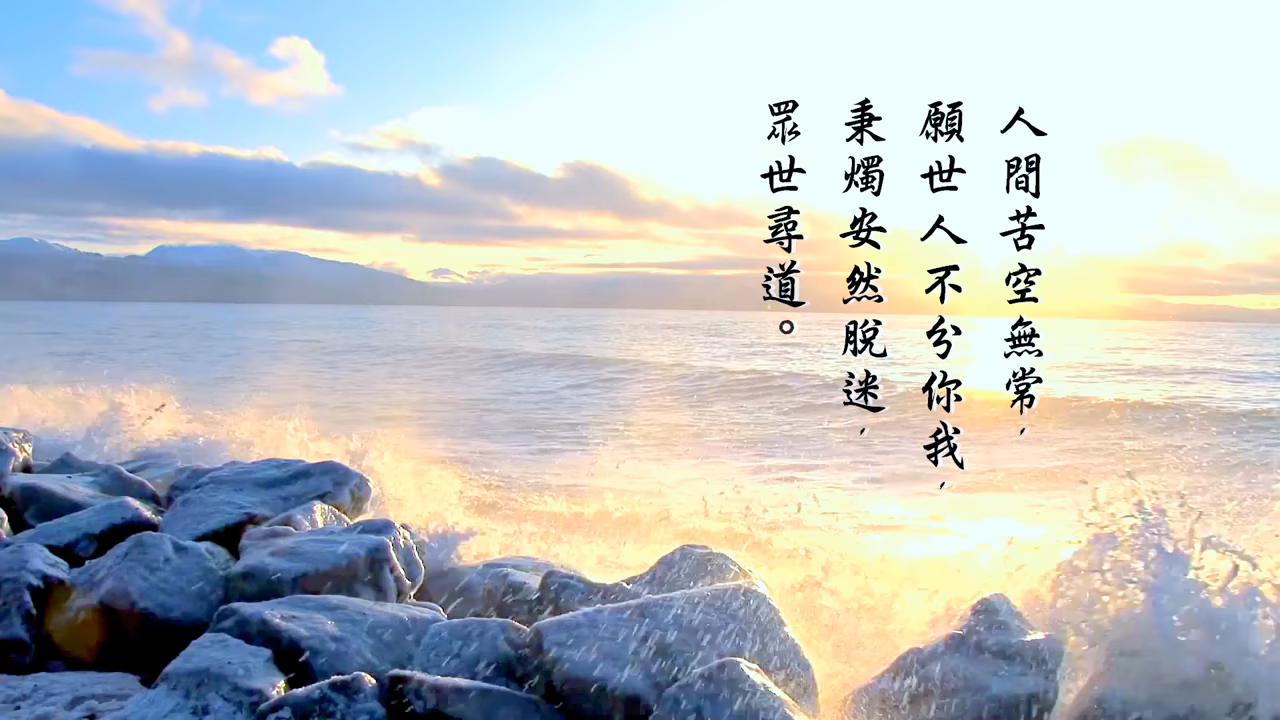 人間苦空無常，
願世人不分你我，
秉燭安然脫迷，
眾世尋道。